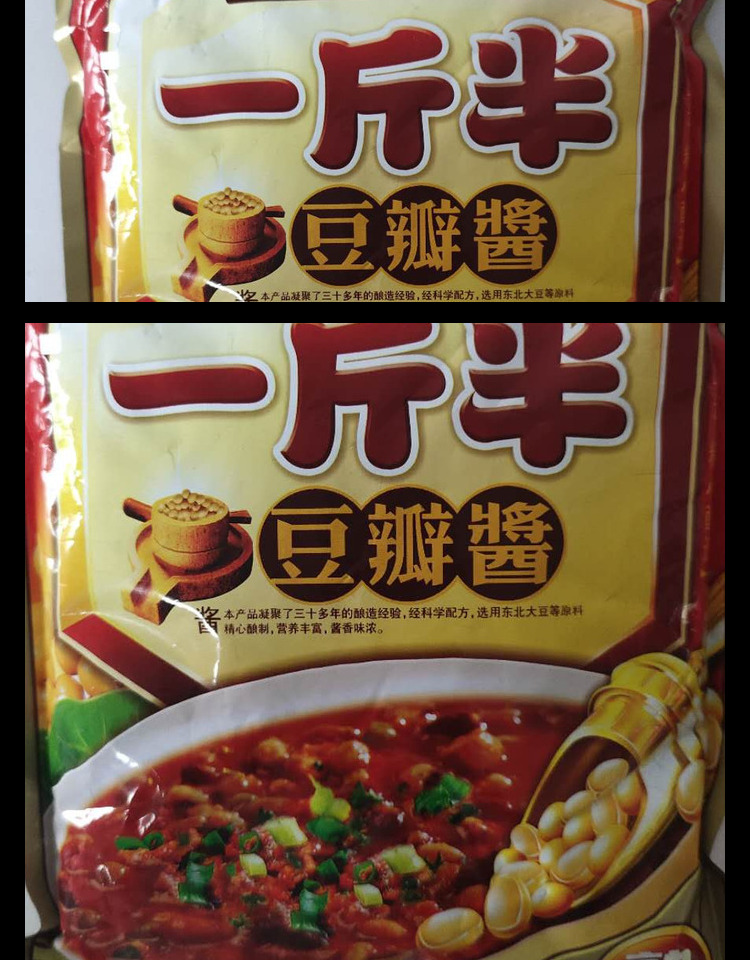 一斤半
豆瓣醬
酱 本产品凝聚了三十多年的酿造经验，经科学配方，选用东北大豆等原料
一斤半
豆瓣醬
酱 本产品凝聚了三十多年的酿造经验，经科学配方，选用东北大豆等原料
精心酿制，营养丰富，酱香味浓。